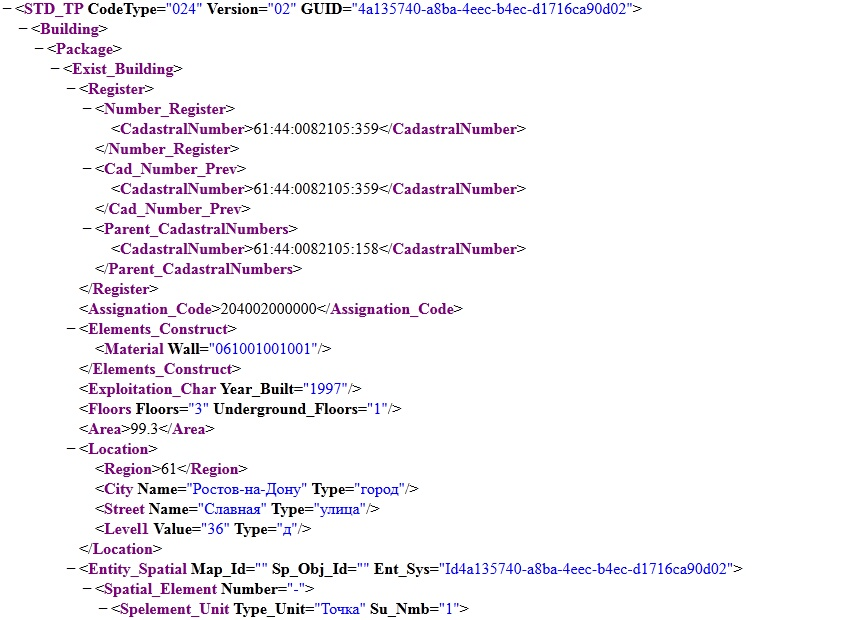 − <STD_TP CodeType="024" Version="02" GUID="4a135740-a8ba-4eec-b4ec-d1716ca90d02">
− <Building>
− <Package>
− <Exist_Building>
− <Register>
− <Number_Register>
<CadastralNumber>61:44:0082105:359</CadastralNumber>
</Number_Register>
− <Cad_Number_Prev>
<CadastralNumber>61:44:0082105:359</CadastralNumber>
</Cad_Number_Prev>
− <Parent_CadastralNumbers>
<CadastralNumber>61:44:0082105:158</CadastralNumber>
</Parent_CadastralNumbers>
</Register>
<Assignation_Code>204002000000</Assignation_Code>
− <Elements_Construct>
<Material Wall="061001001001"/>
</Elements_Construct>
<Exploitation_Char Year_Built="1997"/>
<Floors Floors="3" Underground_Floors="1"/>
<Area>99.3</Area>
− <Location>
<Region>61</Region>
<City Name="Ростов-на-Дону" Type="город"/>
<Street Name="Славная" Type="улица"/>
<Level1 Value="36" Type="д"/>
</Location>
− <Entity_Spatial Map_Id="" Sp_Obj_Id="" Ent_Sys="Id4a135740-a8ba-4eec-b4ec-d1716ca90d02">
− <Spatial_Element Number="-">
− <Spelement_Unit Type_Unit="Точка" Su_Nmb="1">